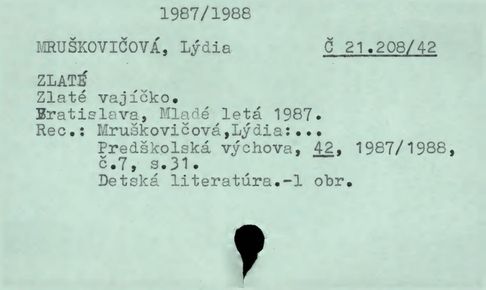 1987/1988
MRUŠKOVIČOVÁ, Lýdia Č 21.208/42
ZLATÉ
Zlaté vajíčko.
Bratislava, Mladé letá 1987.
Rec.: Mruškovičová,Lýdia:...
Predškolská výchova, 42, 1987/1988,
č.7, s.31.
Detská literatúra.-1 obr.